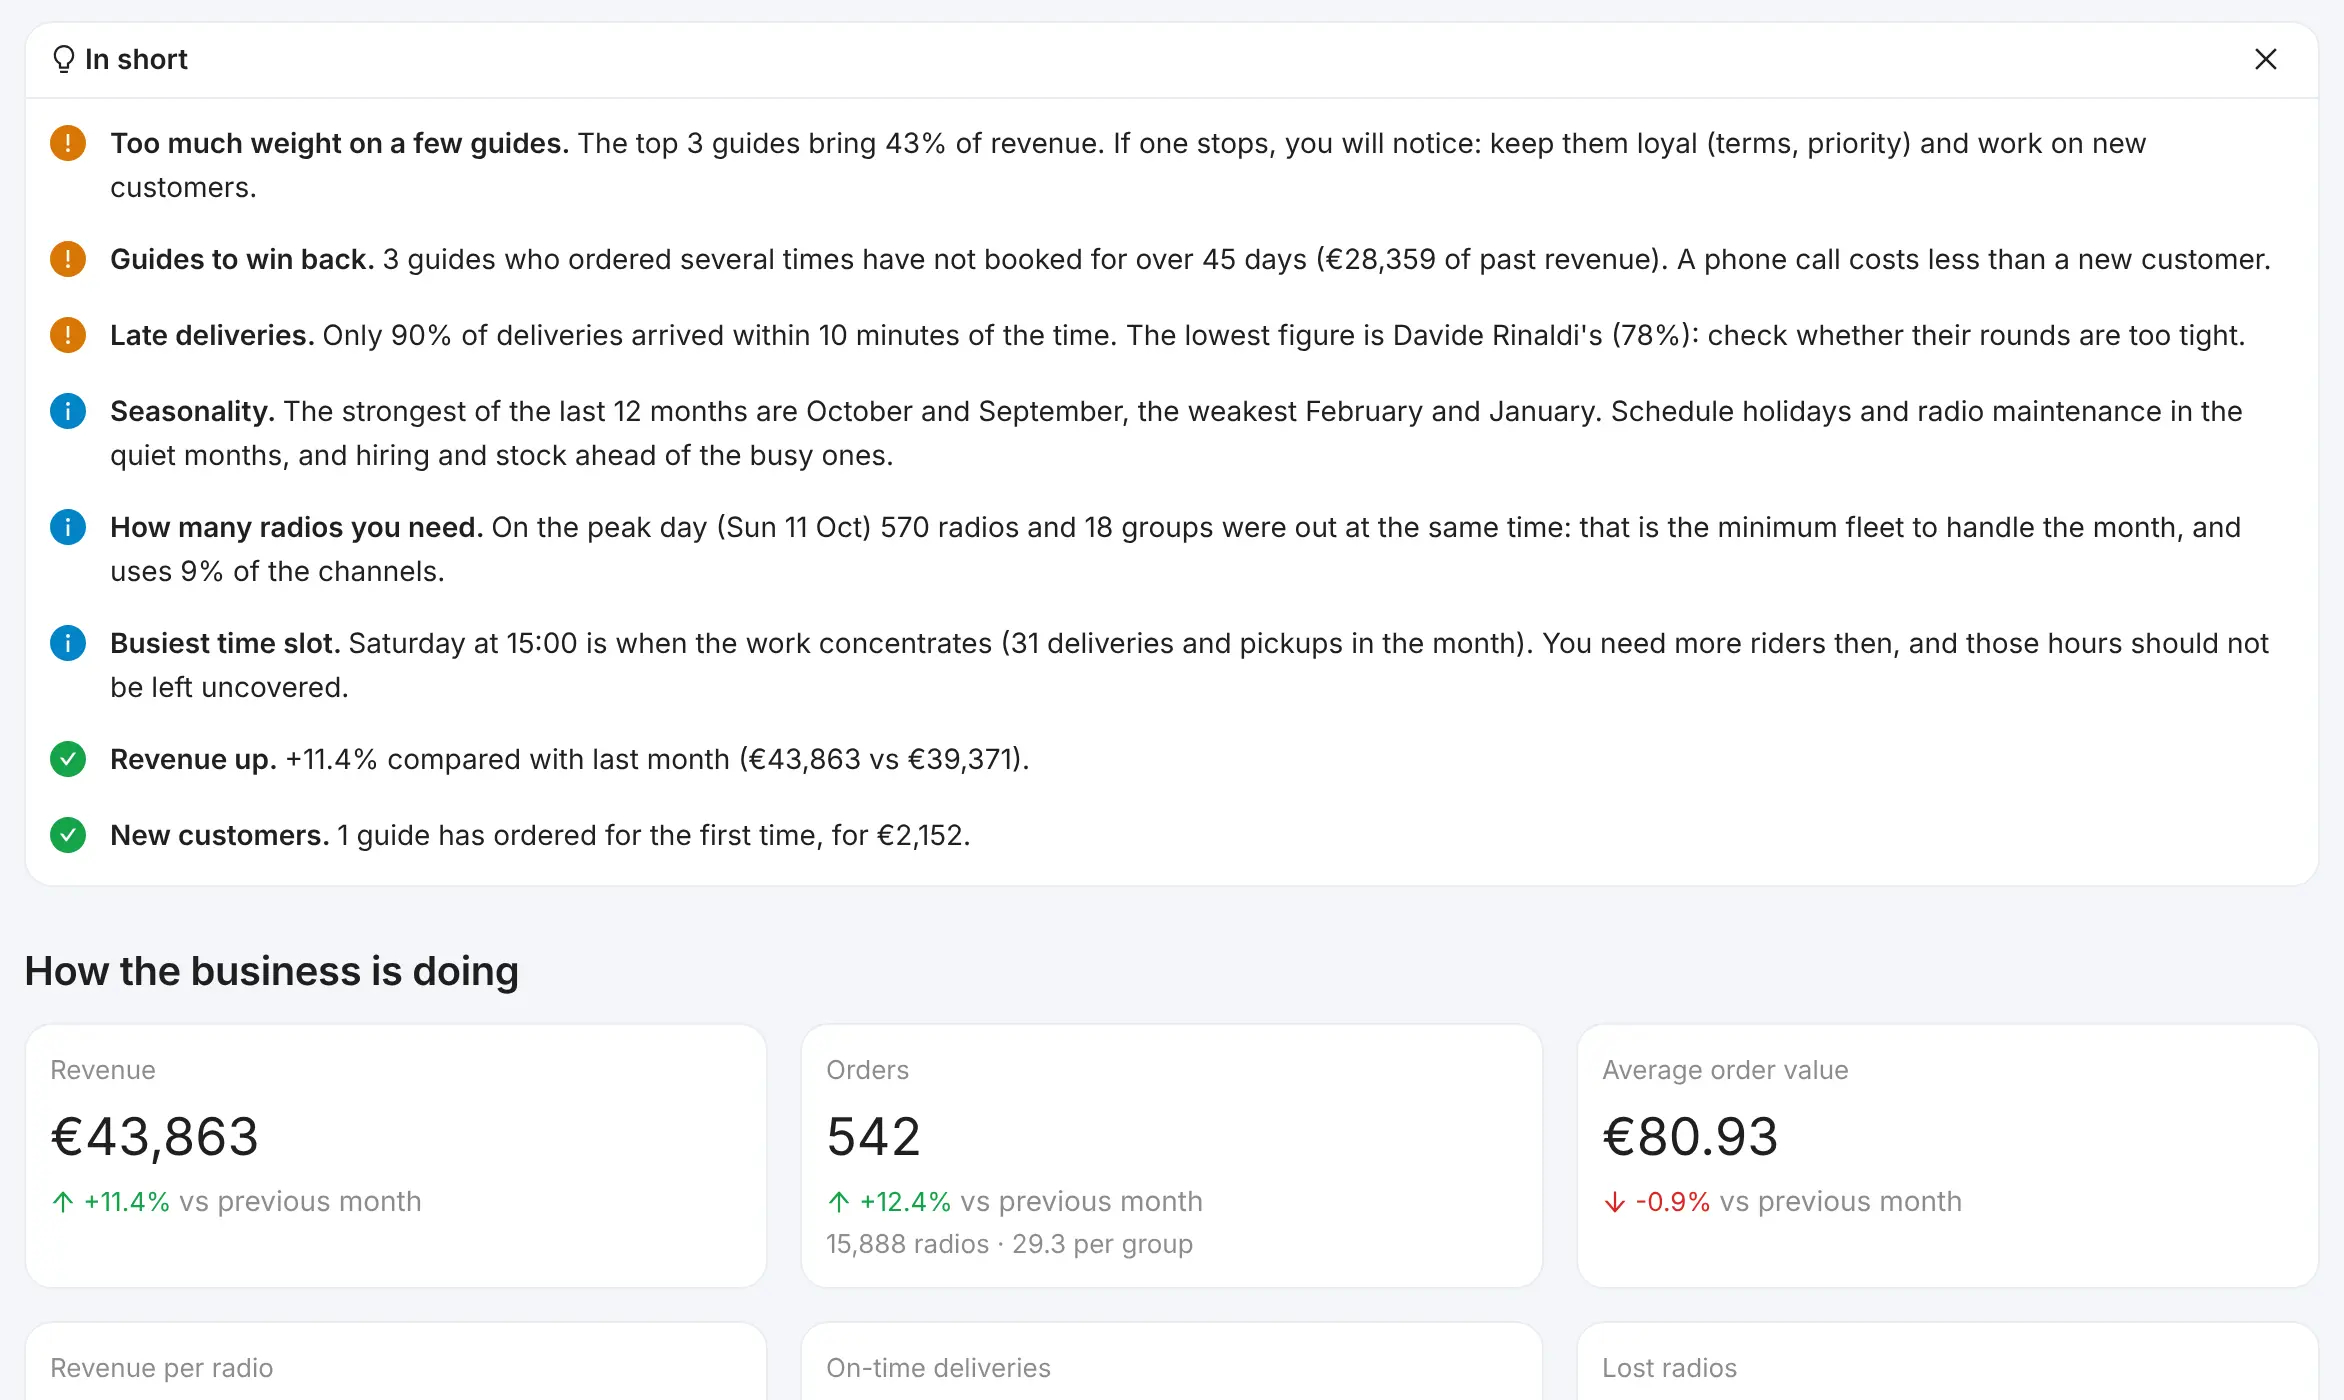 In short
Too much weight on a few guides. The top 3 guides bring 43% of revenue. If one stops, you will notice: keep them loyal (terms, priority) and work on new
customers.
Guides to win back. 3 guides who ordered several times have not booked for over 45 days (€28,359 of past revenue). A phone call costs less than a new customer.
Late deliveries. Only 90% of deliveries arrived within 10 minutes of the time. The lowest figure is Davide Rinaldi's (78%): check whether their rounds are too tight.
Seasonality. The strongest of the last 12 months are October and September, the weakest February and January. Schedule holidays and radio maintenance in the
quiet months, and hiring and stock ahead of the busy ones.
How many radios you need. On the peak day (Sun 11 Oct) 570 radios and 18 groups were out at the same time: that is the minimum fleet to handle the month, and
uses 9% of the channels.
Busiest time slot. Saturday at 15:00 is when the work concentrates (31 deliveries and pickups in the month). You need more riders then, and those hours should not
be left uncovered.
Revenue up. +11.4% compared with last month (€43,863 vs €39,371).
New customers. 1 guide has ordered for the first time, for €2,152.
How the business is doing
Revenue
€43,863
↑ +11.4% vs previous month
Orders
542
↑ +12.4% vs previous month
15,888 radios · 29.3 per group
Average order value
€80.93
↓ -0.9% vs previous month
Revenue per radio
On-time deliveries
Lost radios